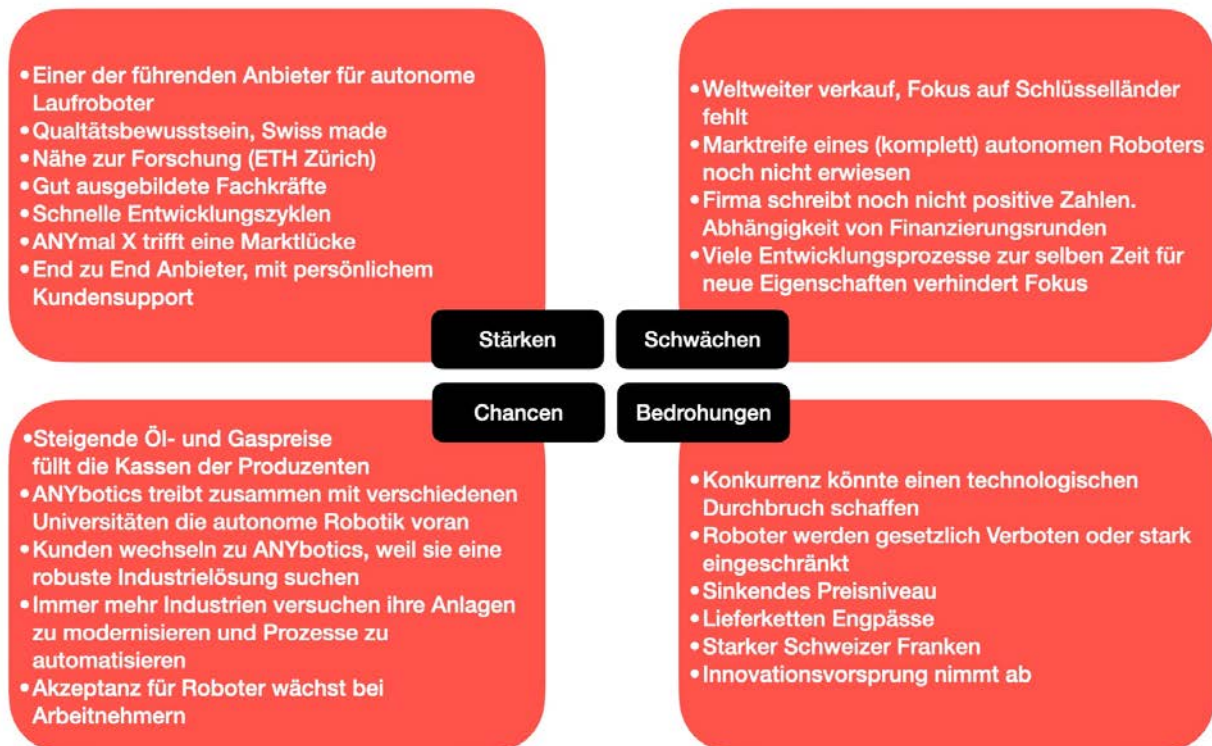 •Einer der führenden Anbieter für autonome
Laufroboter
•Qualtätsbewusstsein, Swiss made
•Nähe zur Forschung (ETH Zürich)
•Gut ausgebildete Fachkräfte
•Schnelle Entwicklungszyklen
•ANYmal X trifft eine Marktlücke
•End zu End Anbieter, mit persönlichem
Kundensupport
•Weltweiter verkauf, Fokus auf Schlüsselländer
fehlt
•Marktreife eines (komplett) autonomen Roboters
noch nicht erwiesen
•Firma schreibt noch nicht positive Zahlen.
Abhängigkeit von Finanzierungsrunden
•Viele Entwicklungsprozesse zur selben Zeit für
neue Eigenschaften verhindert Fokus
Stärken
Schwächen
Chancen
Bedrohungen
•Steigende Öl- und Gaspreise
füllt die Kassen der Produzenten
•ANYbotics treibt zusammen mit verschiedenen
Universitäten die autonome Robotik voran
•Kunden wechseln zu ANYbotics, weil sie eine
robuste Industrielösung suchen
•Immer mehr Industrien versuchen ihre Anlagen
zu modernisieren und Prozesse zu
automatisieren
•Akzeptanz für Roboter wächst bei
Arbeitnehmern
•Konkurrenz könnte einen technologischen
Durchbruch schaffen
•Roboter werden gesetzlich Verboten oder stark
eingeschränkt
•Sinkendes Preisniveau
•Lieferketten Engpässe
•Starker Schweizer Franken
•Innovationsvorsprung nimmt ab